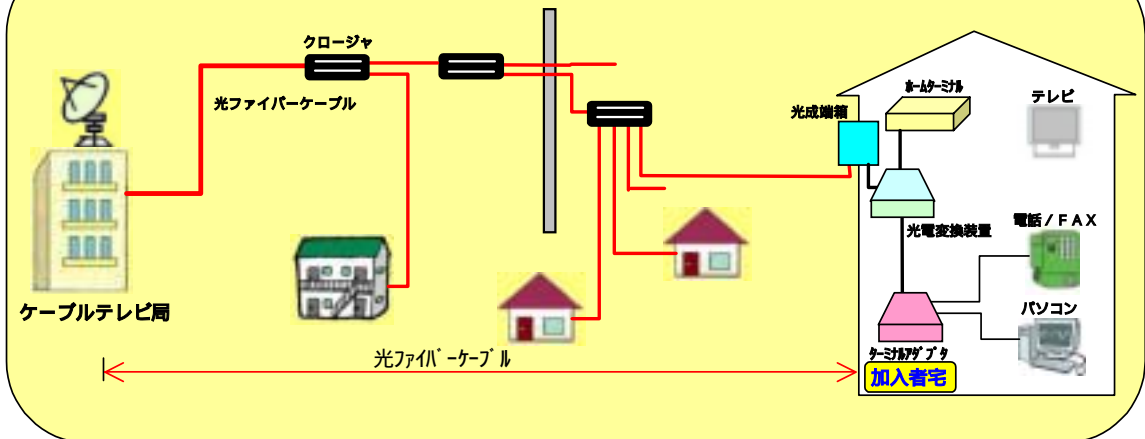 クロージャ
光ファイバーケーブル
ケーブルテレビ局
光ファイバーケーブル
光成端箱
ホームターミナル
テレビ
光電変換装置
電話/FAX
パソコン
ターミナルアダプタ
加入者宅